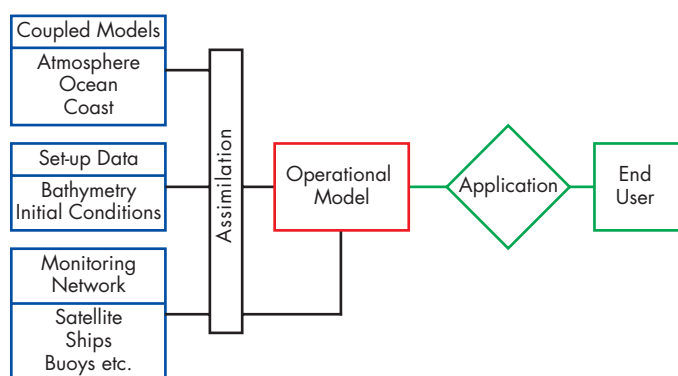 Coupled Models
Atmosphere
Ocean
Coast
Set-up Data
Bathymetry
Initial Conditions
Monitoring
Network
Satellite
Ships
Buoys etc.
Assimilation
Operational
Model
Application
End
User